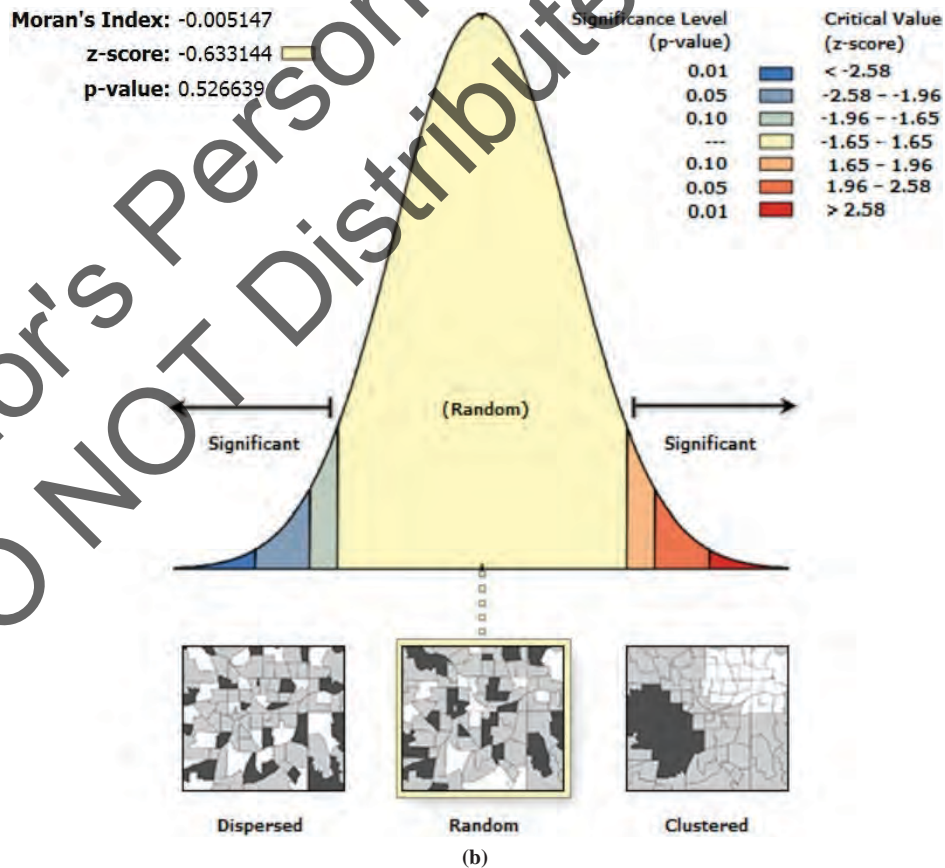 Moran's Index: -0.005147
z-score: -0.633144
p-value: 0.526639
Significance Level
(p-value)
Critical Value
(z-score)
0.01 < -2.58
0.05 -2.58 – -1.96
0.10 -1.96 – -1.65
--- -1.65 – 1.65
0.10 1.65 – 1.96
0.05 1.96 – 2.58
0.01 > 2.58
Significant
(Random)
Significant
Dispersed
Random
Clustered
(b)
NOT Distribute